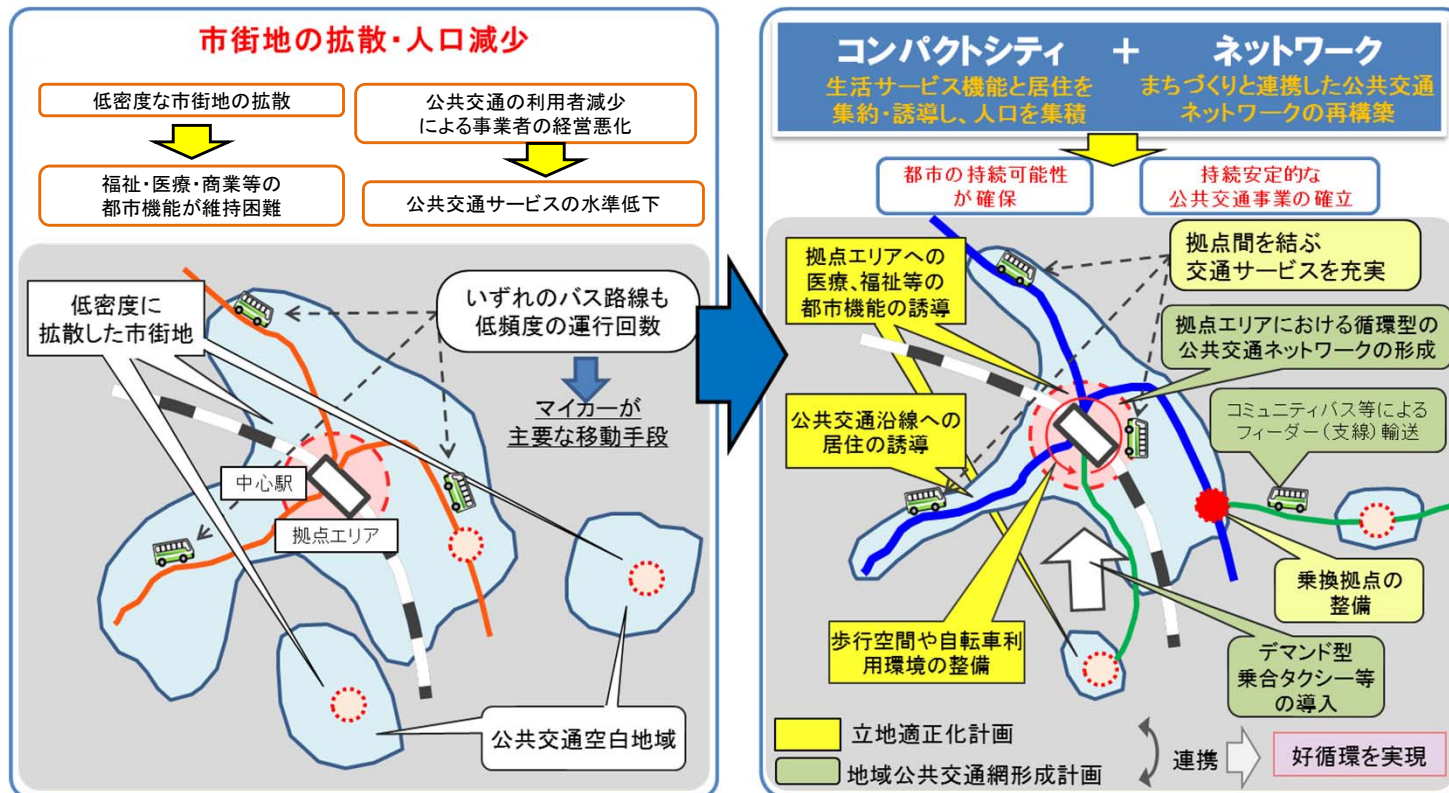 市街地の拡散・人口減少
低密度な市街地の拡散
公共交通の利用者減少
による事業者の経営悪化
福祉・医療・商業等の
都市機能が維持困難
公共交通サービスの水準低下
低密度に
拡散した市街地
いずれのバス路線も
低頻度の運行回数
マイカーが
主要な移動手段
中心駅
拠点エリア
公共交通空白地域
コンパクトシティ + ネットワーク
生活サービス機能と居住を
集約・誘導し、人口を集積
まちづくりと連携した公共交通
ネットワークの再構築
都市の持続可能性
が確保
持続安定的な
公共交通事業の確立
拠点エリアへの
医療、福祉等の
都市機能の誘導
拠点間を結ぶ
交通サービスを充実
拠点エリアにおける循環型の
公共交通ネットワークの形成
公共交通沿線への
居住の誘導
コミュニティバス等による
フィーダー（支線）輸送
乗換拠点の
整備
歩行空間や自転車利
用環境の整備
デマンド型
乗合タクシー等
の導入
立地適正化計画
地域公共交通網形成計画
連携
好循環を実現